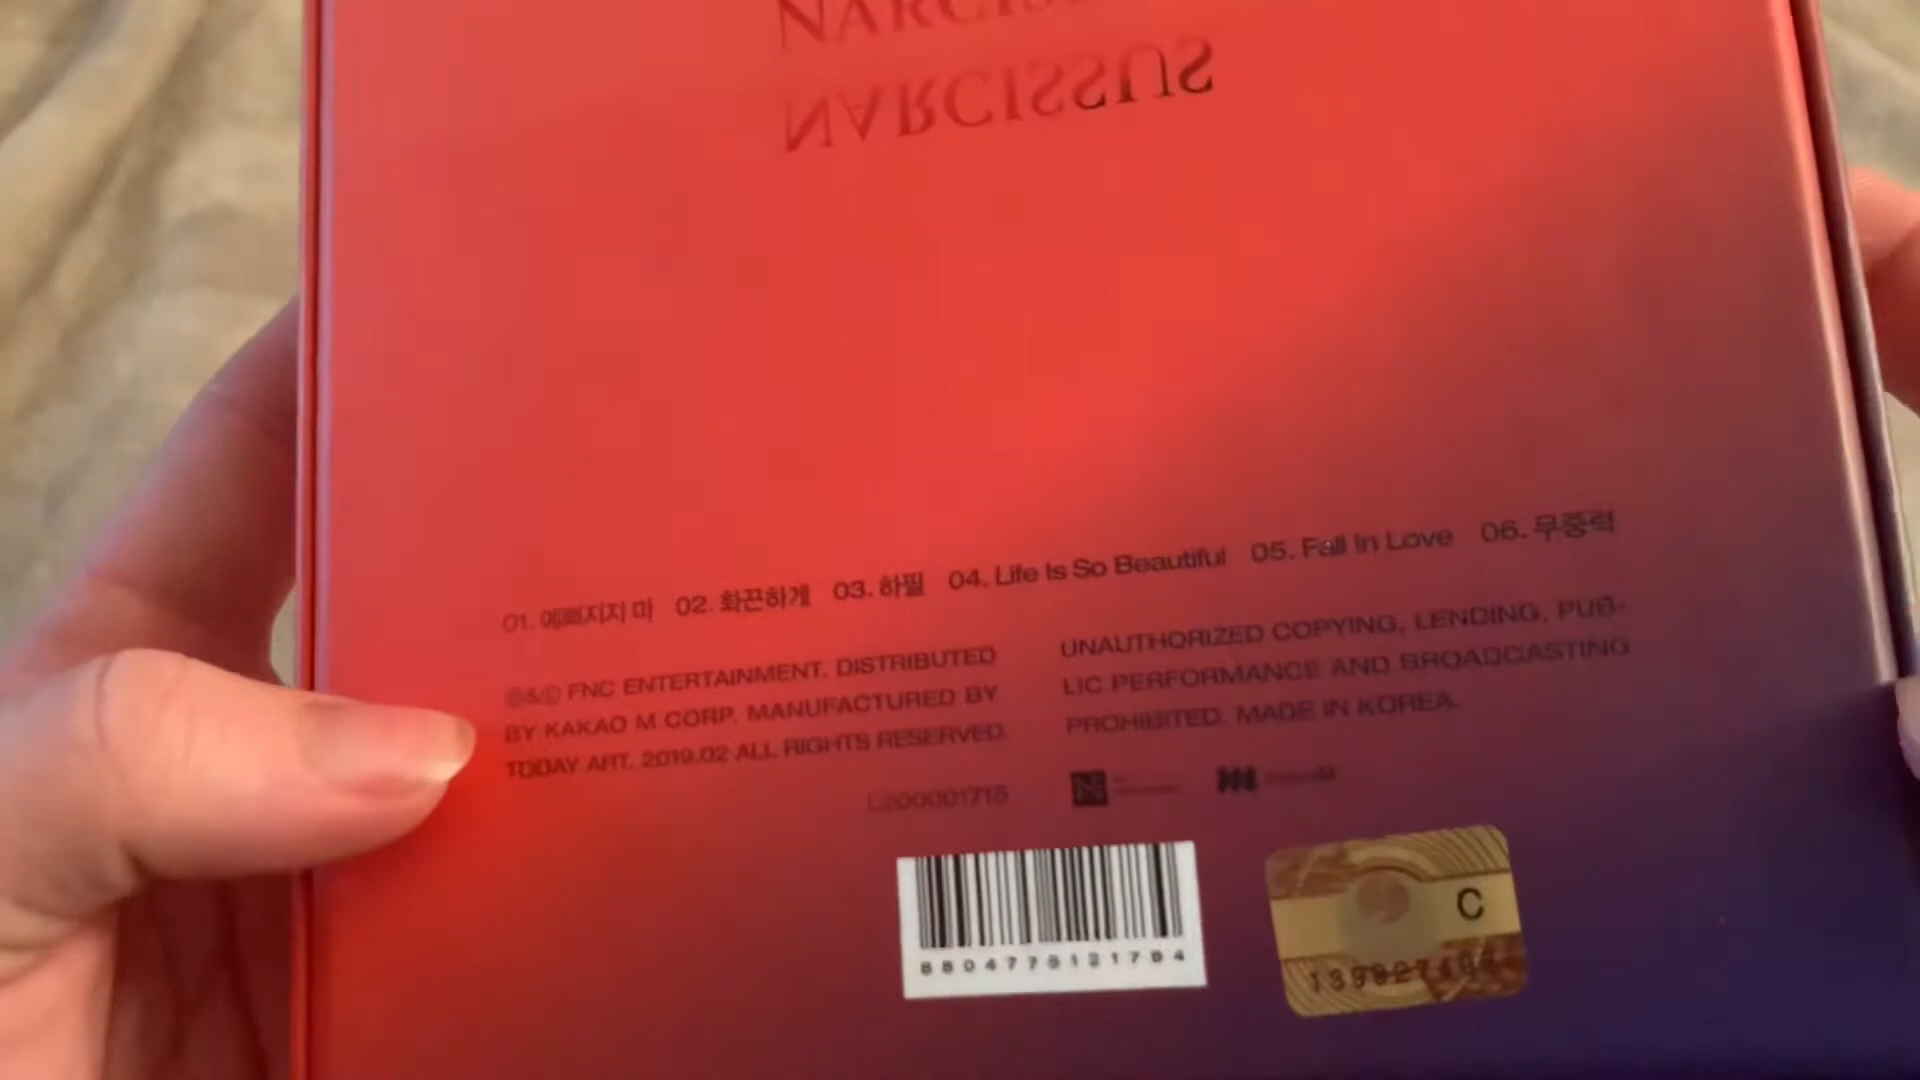 NARCISSUS
01. 예뻐지지 마 02. 화끈하게 03. 하필 04. Life Is So Beautiful 05. Fall In Love 06. 무중력
℗&© FNC ENTERTAINMENT. DISTRIBUTED
BY KAKAO M CORP. MANUFACTURED BY
TODAY ART. 2019.02 ALL RIGHTS RESERVED.
UNAUTHORIZED COPYING, LENDING, PUB-
LIC PERFORMANCE AND BROADCASTING
PROHIBITED. MADE IN KOREA.
L200001715
C